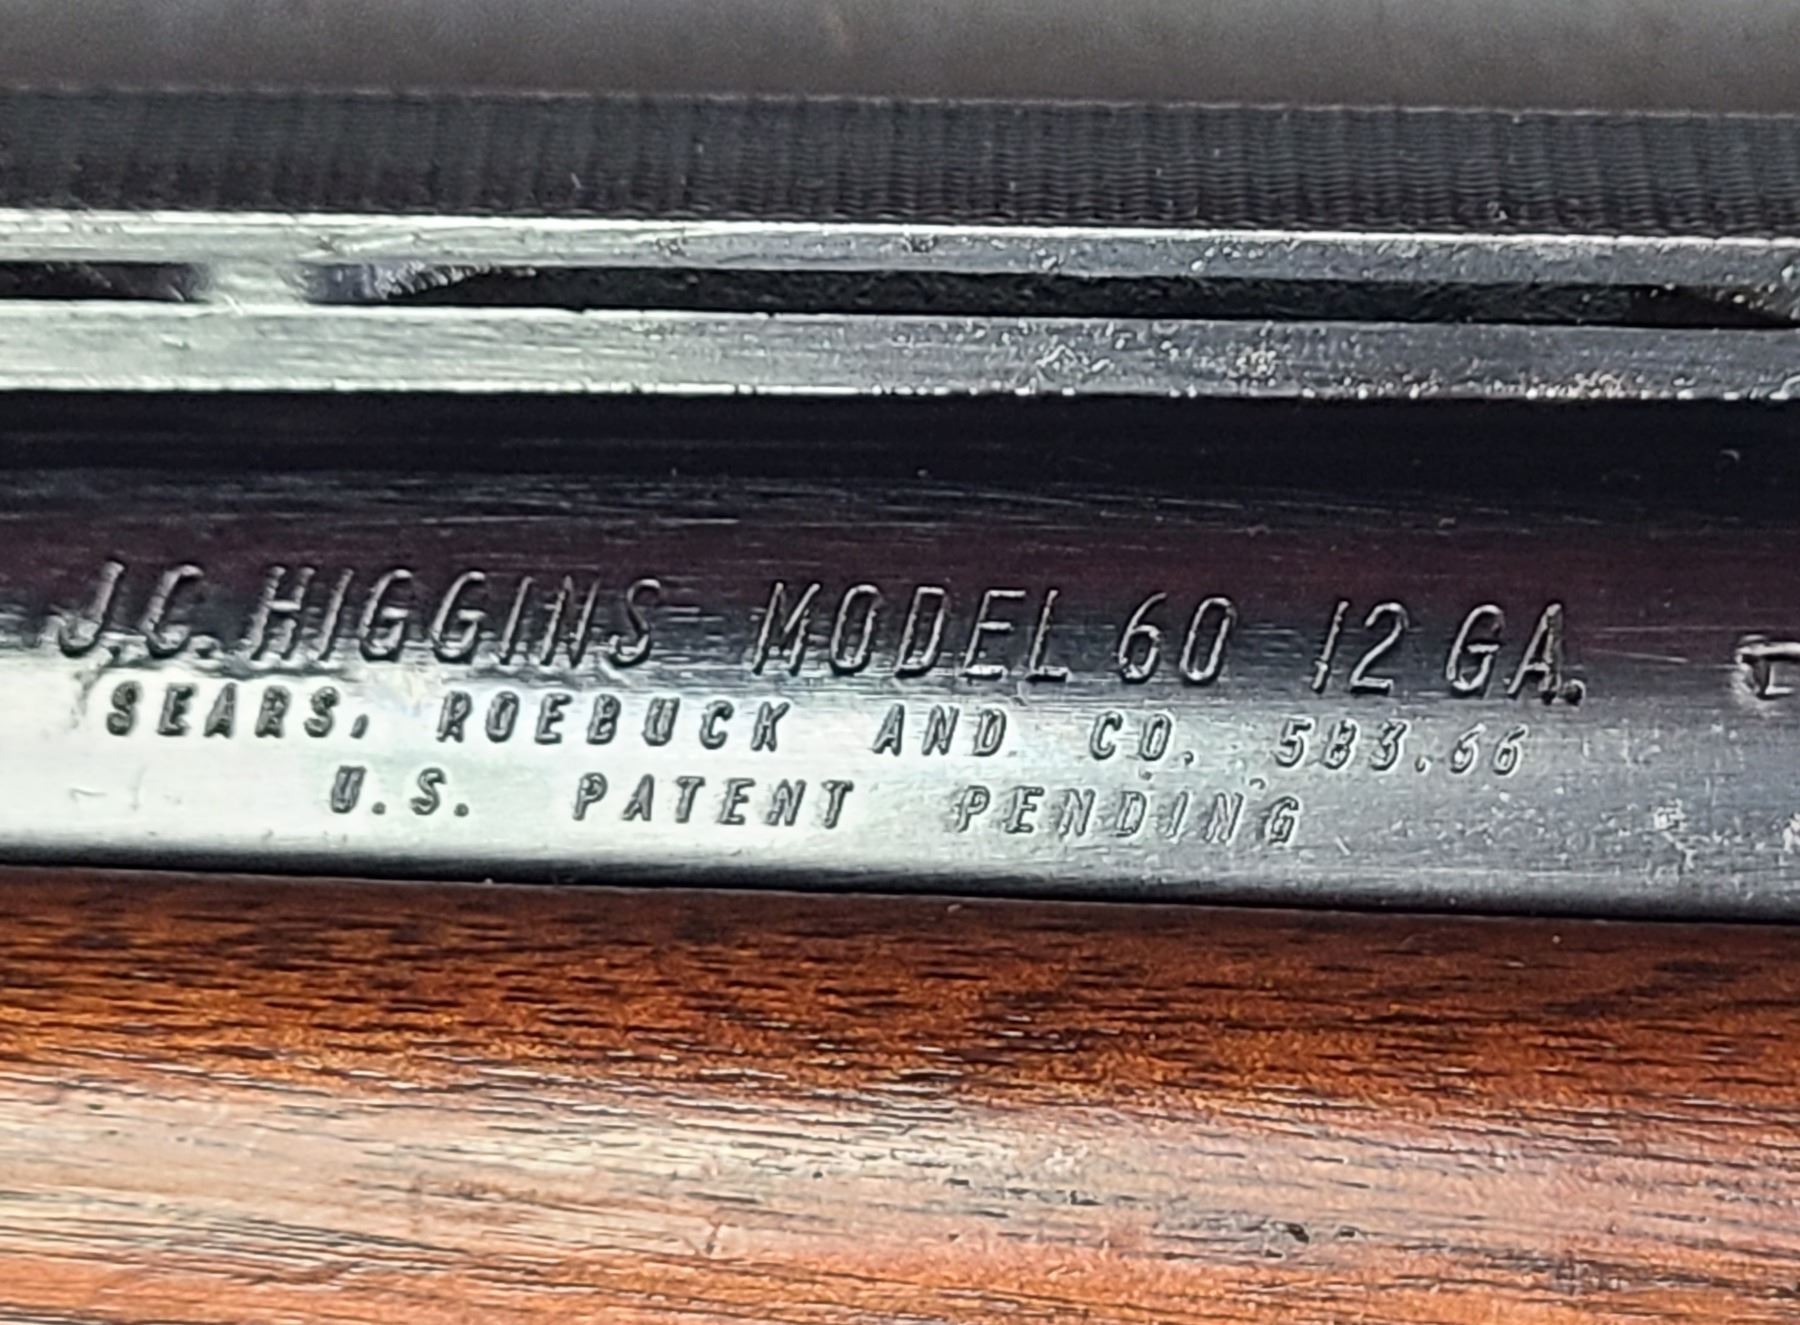 J.C. HIGGINS MODEL 60 12 GA.
SEARS, ROEBUCK AND CO. 583.66
U.S. PATENT PENDING